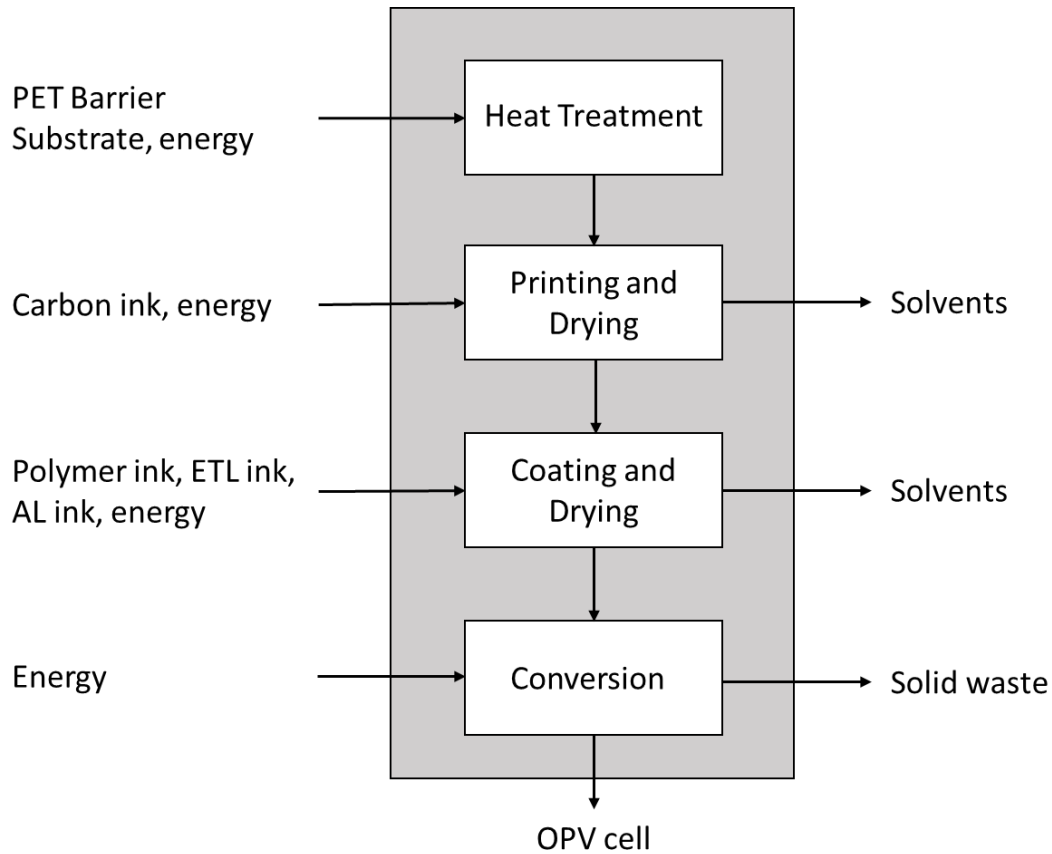 PET Barrier
Substrate, energy
Heat Treatment
Carbon ink, energy
Printing and
Drying
Solvents
Polymer ink, ETL ink,
AL ink, energy
Coating and
Drying
Solvents
Energy
Conversion
Solid waste
OPV cell